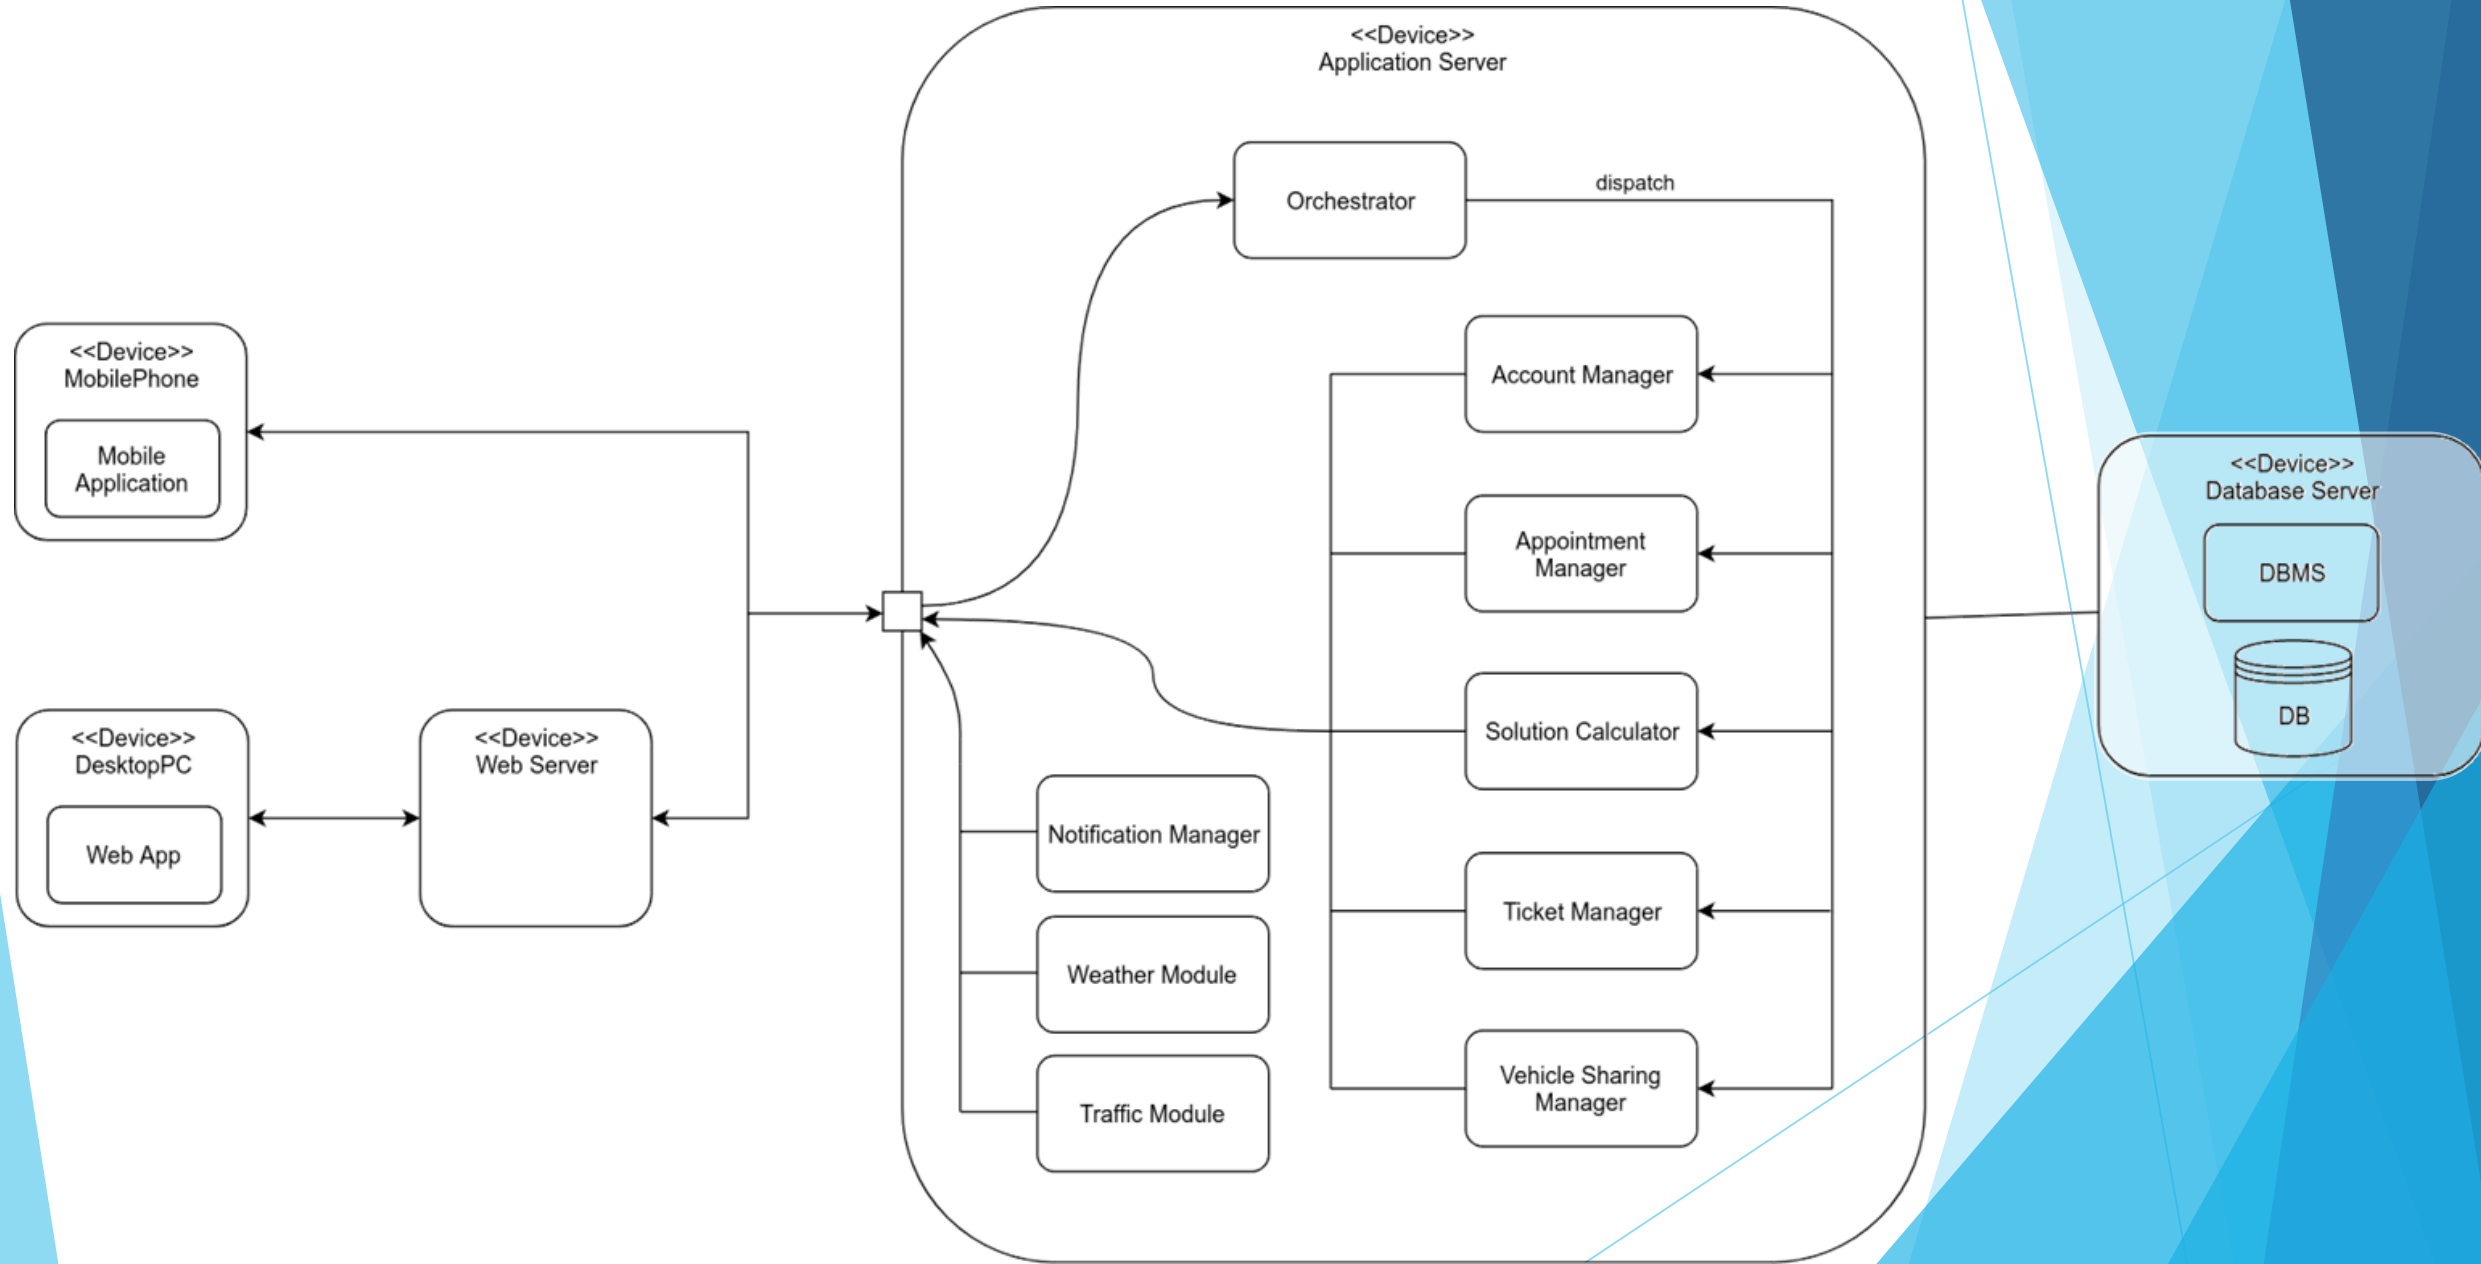 <<Device>>
Application Server
Orchestrator
dispatch
<<Device>>
MobilePhone
Mobile
Application
Account Manager
Appointment
Manager
<<Device>>
Database Server
DBMS
DB
<<Device>>
DesktopPC
Web App
<<Device>>
Web Server
Solution Calculator
Notification Manager
Ticket Manager
Weather Module
Vehicle Sharing
Manager
Traffic Module